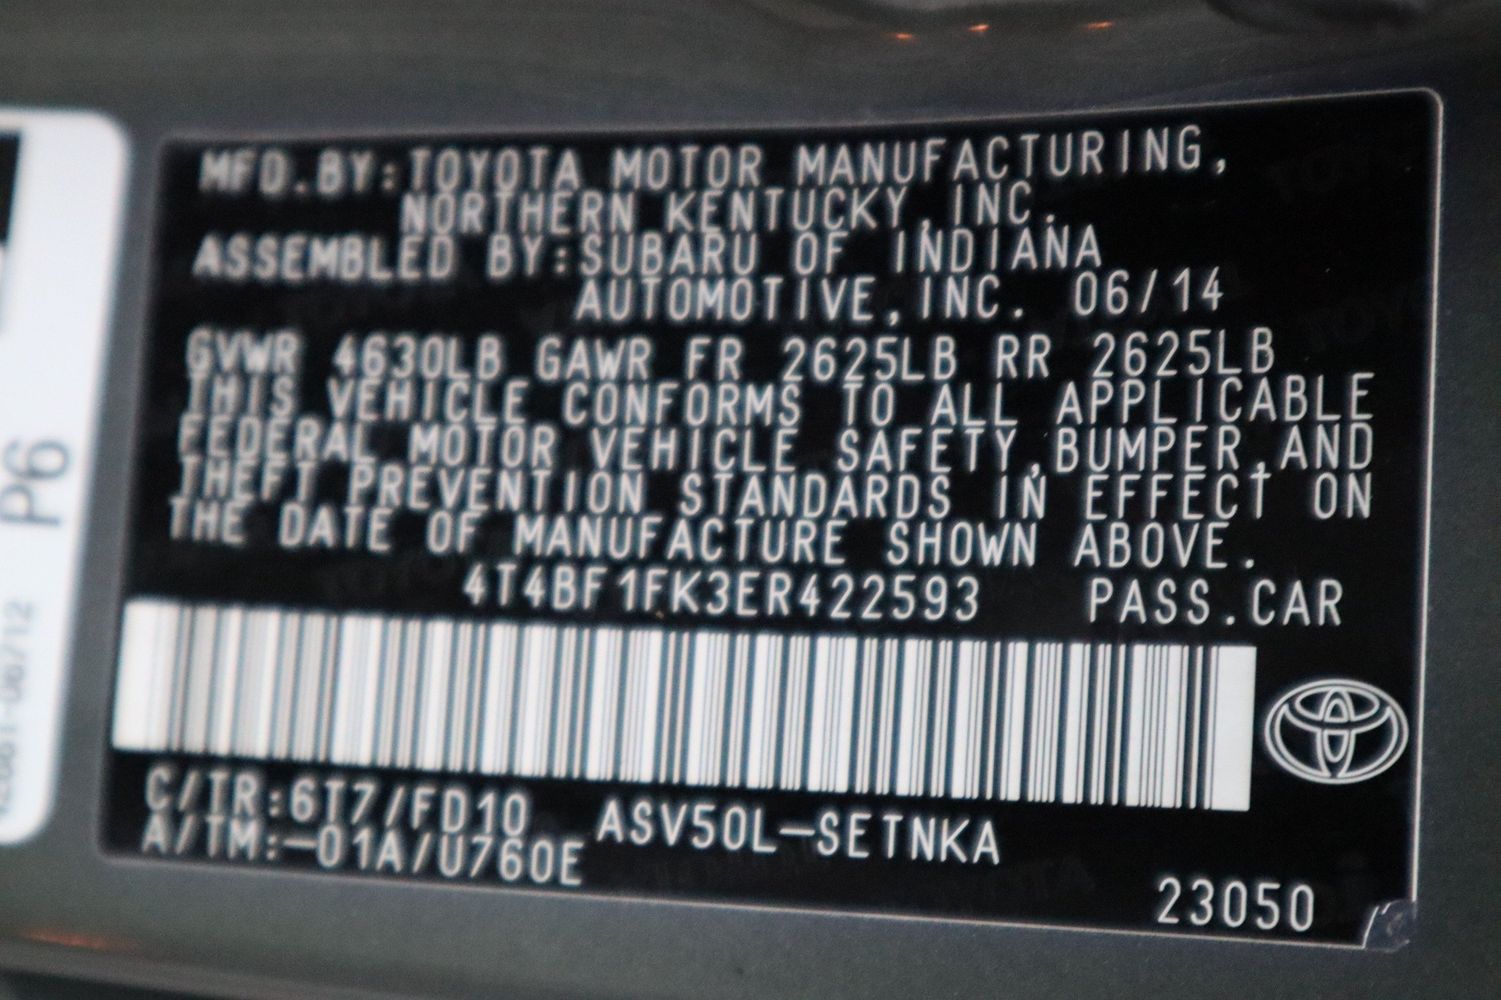 MFD.BY:TOYOTA MOTOR MANUFACTURING,
NORTHERN KENTUCKY,INC.
ASSEMBLED BY:SUBARU OF INDIANA
AUTOMOTIVE,INC. 06/14
GVWR 4630LB GAWR FR 2625LB RR 2625LB
THIS VEHICLE CONFORMS TO ALL APPLICABLE
FEDERAL MOTOR VEHICLE SAFETY,BUMPER,AND
THEFT PREVENTION STANDARDS IN EFFECT ON
THE DATE OF MANUFACTURE SHOWN ABOVE.
4T4BF1FK3ER422593 PASS.CAR
C/TR:6T7/FD10 ASV50L-SETNKA
A/TM:-01A/U760E
23050
P6